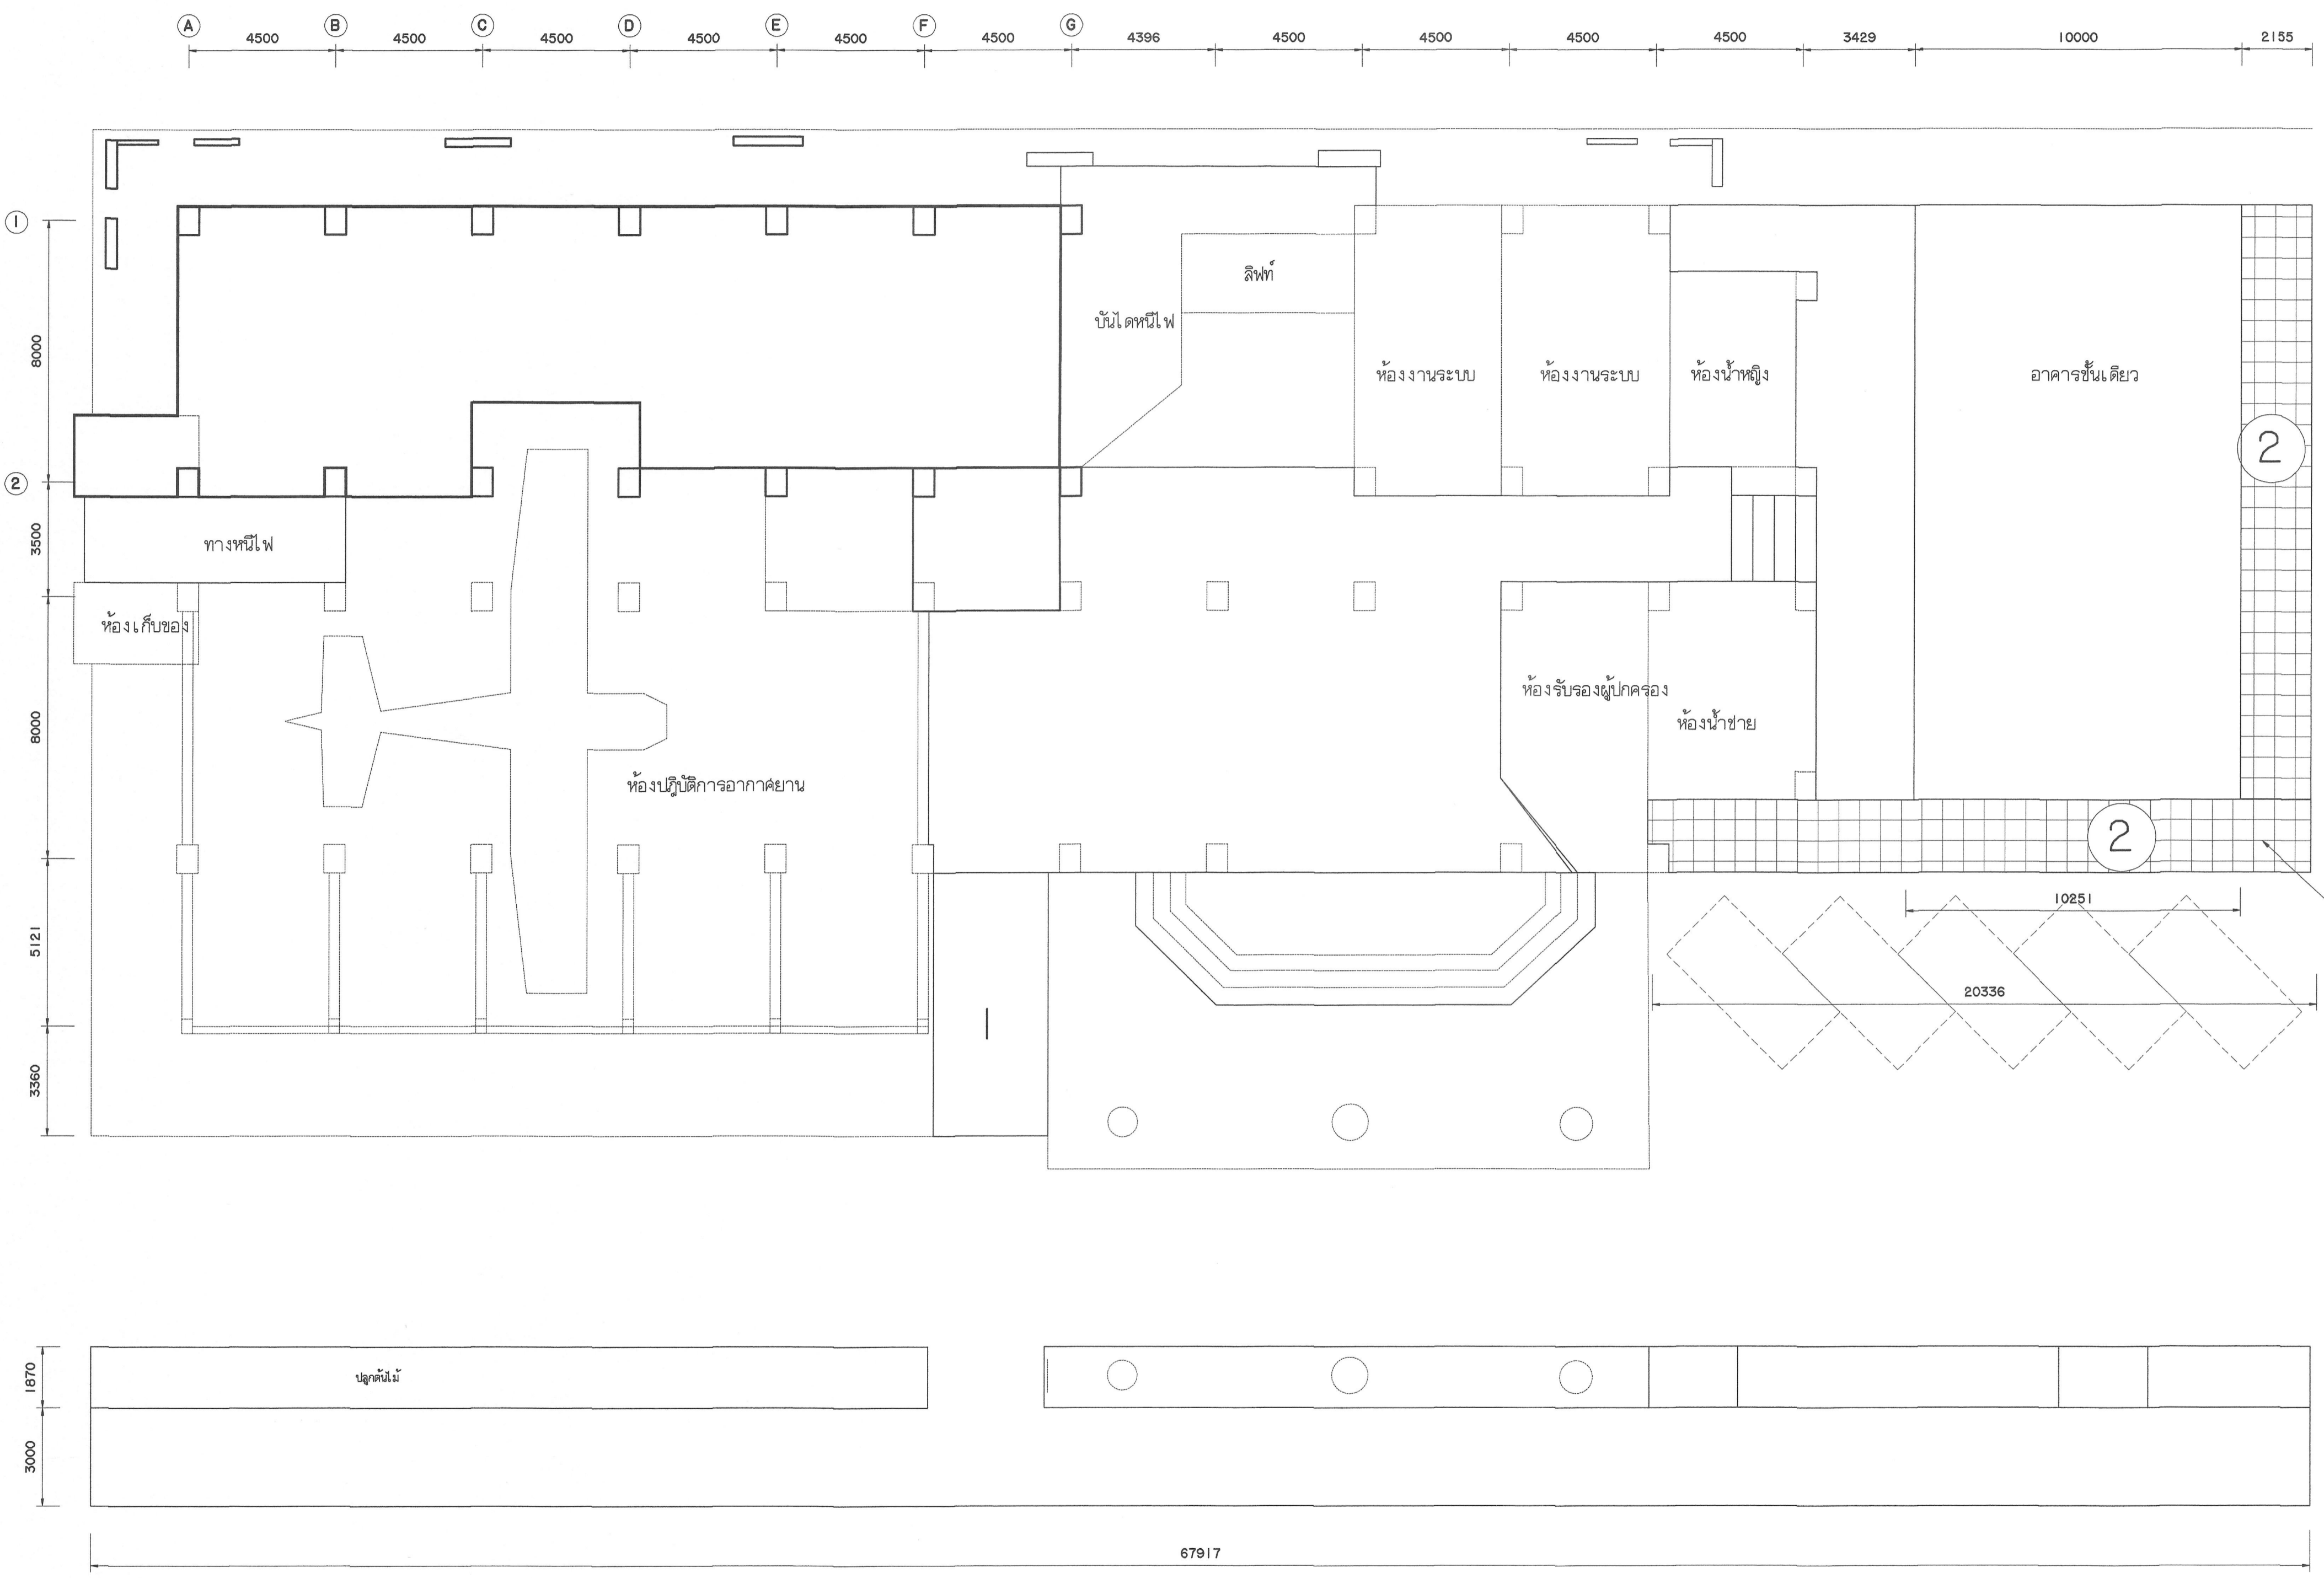 A B C D E F G
4500 4500 4500 4500 4500 4500 4396 4500 4500 4500 4500 3429 10000 2155
1
ลิฟท์
บันไดหนีไฟ
8000
ห้องงานระบบ ห้องงานระบบ ห้องน้ำหญิง อาคารชั้นเดียว
2
2
3500
ทางหนีไฟ
ห้องเก็บของ
ห้องรับรองผู้ปกครอง
8000
ห้องน้ำชาย
ห้องปฎิบัติการอากาศยาน
2
10251
5121
20336
3360
1870
ปลูกต้นไม้
3000
67917